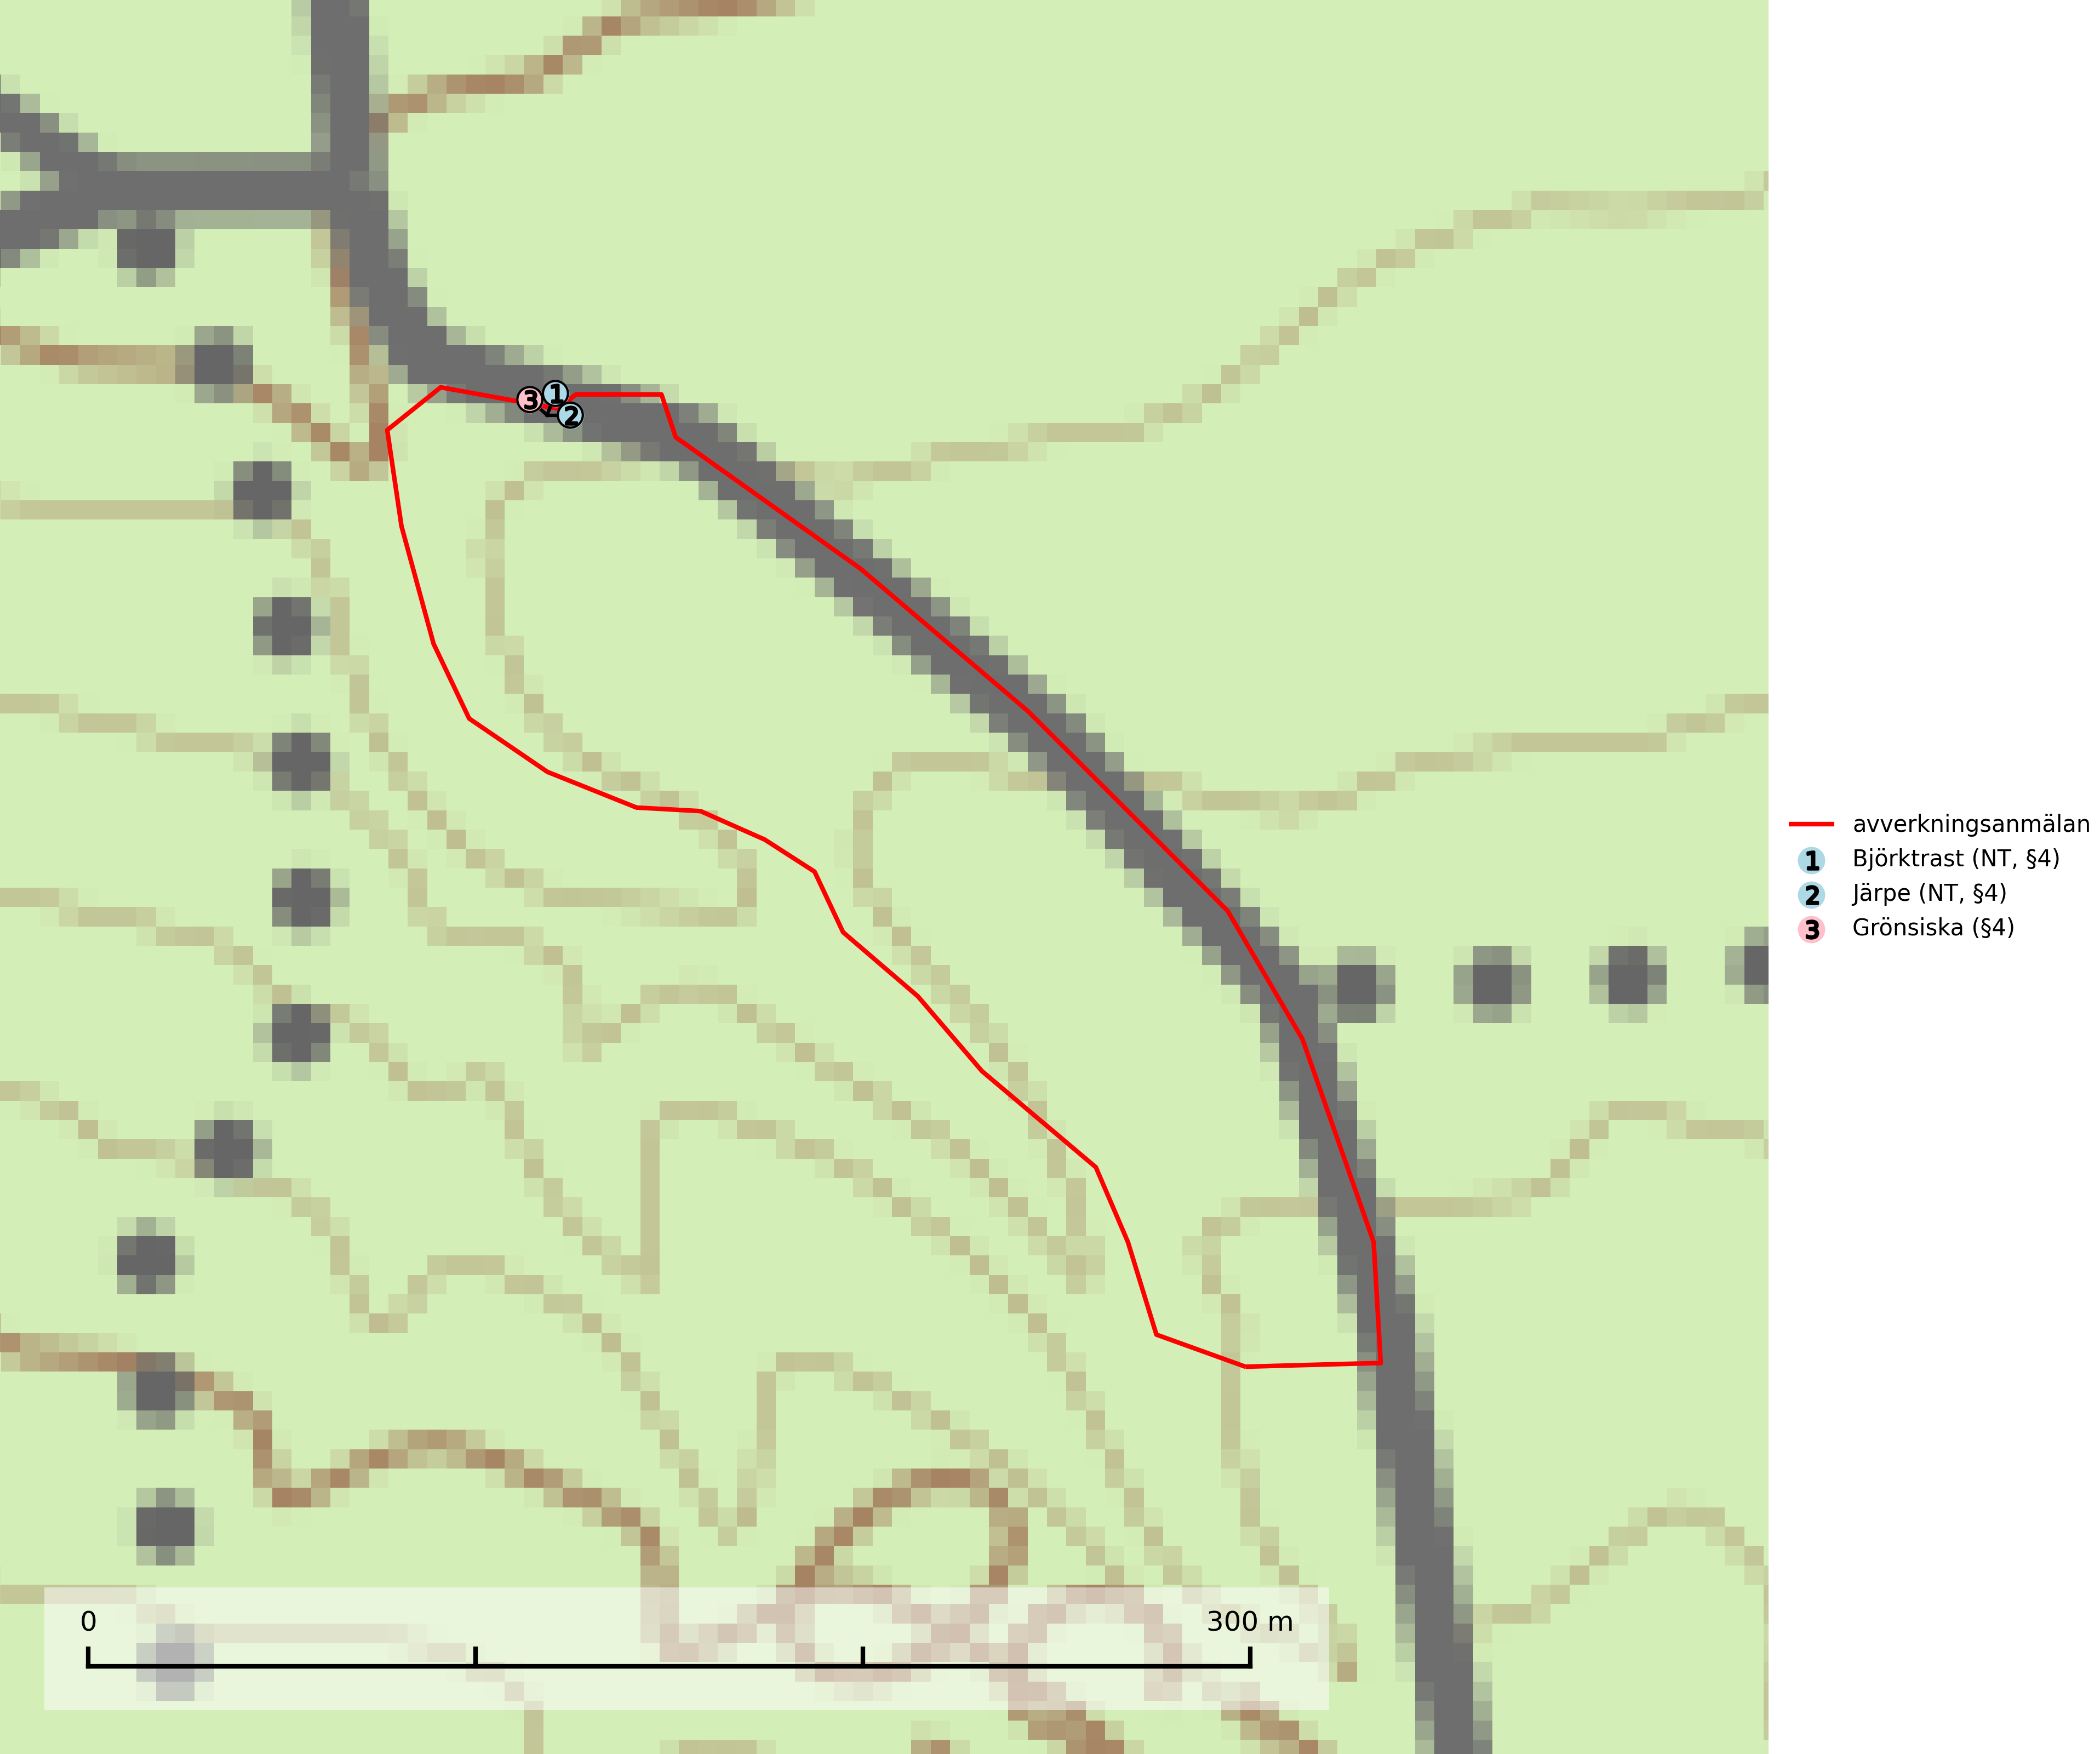 3
1
2
avverkningsanmälan
1 Björktrast (NT, §4)
2 Järpe (NT, §4)
3 Grönsiska (§4)
0 300 m